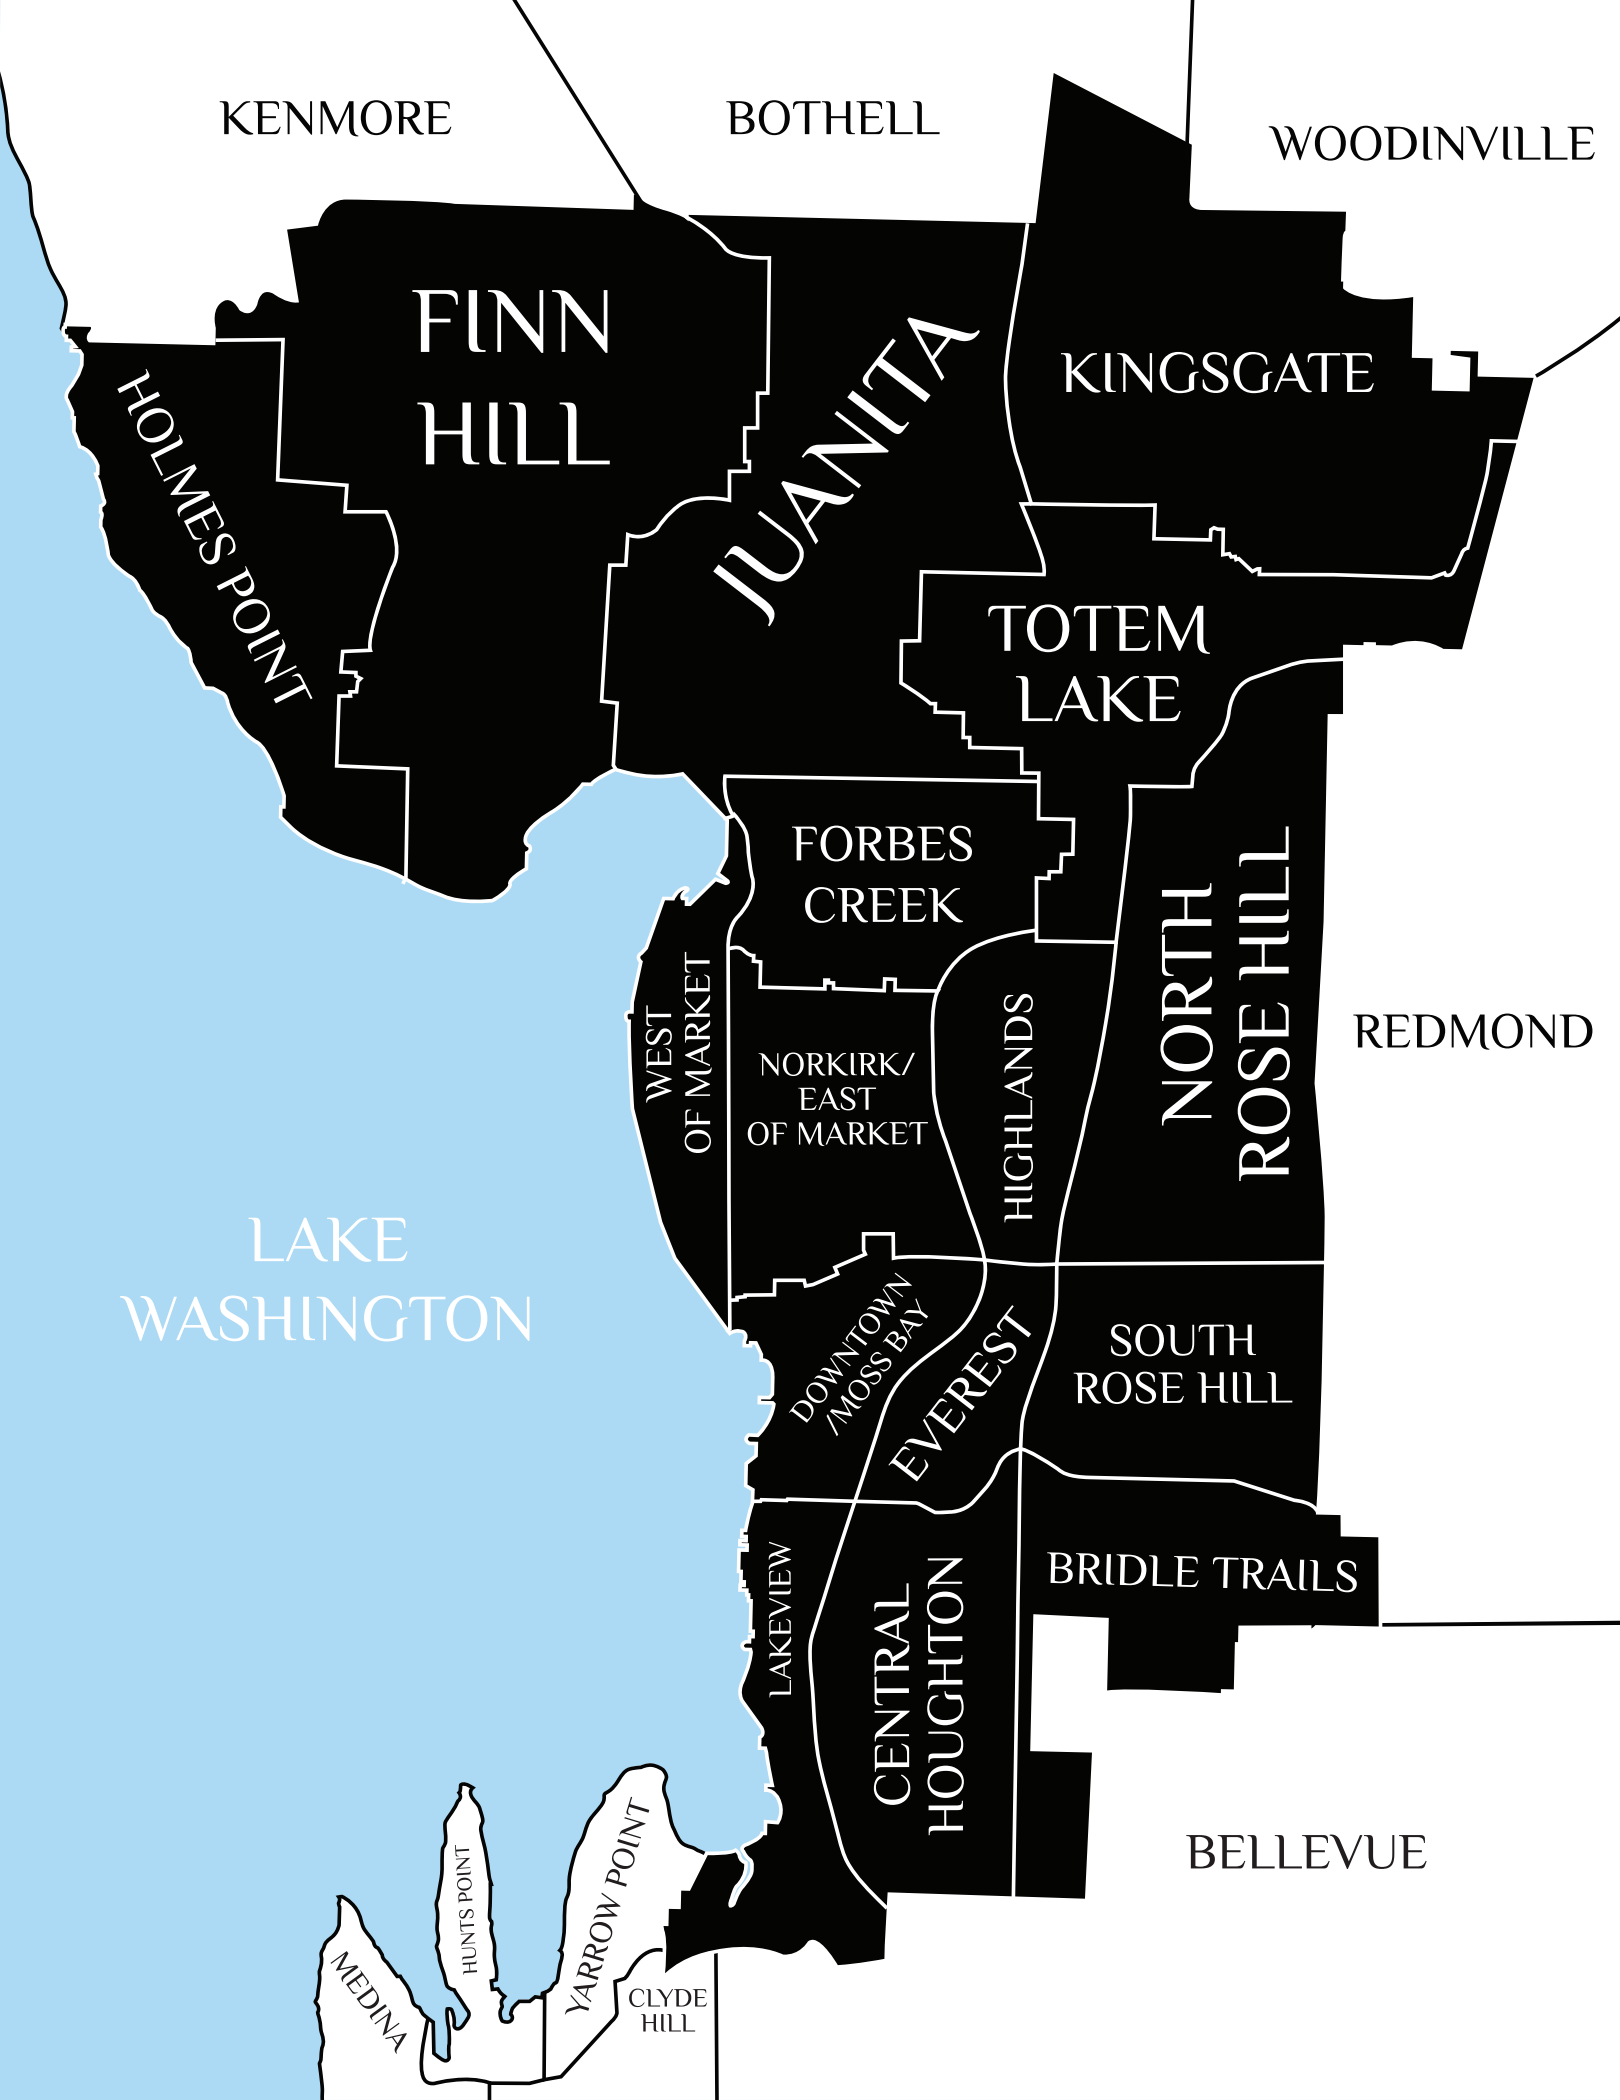 KENMORE
BOTHELL
WOODINVILLE
FINN
HILL
JUANITA
KINGSGATE
HOLMES POINT
TOTEM
LAKE
FORBES
CREEK
NORTH
ROSE HILL
WEST
OF MARKET
NORKIRK/
EAST
OF MARKET
HIGHLANDS
REDMOND
LAKE
WASHINGTON
DOWNTOWN
/MOSS BAY
EVEREST
SOUTH
ROSE HILL
LAKEVIEW
CENTRAL
HOUGHTON
BRIDLE TRAILS
BELLEVUE
MEDINA
HUNTS POINT
YARROW POINT
CLYDE
HILL